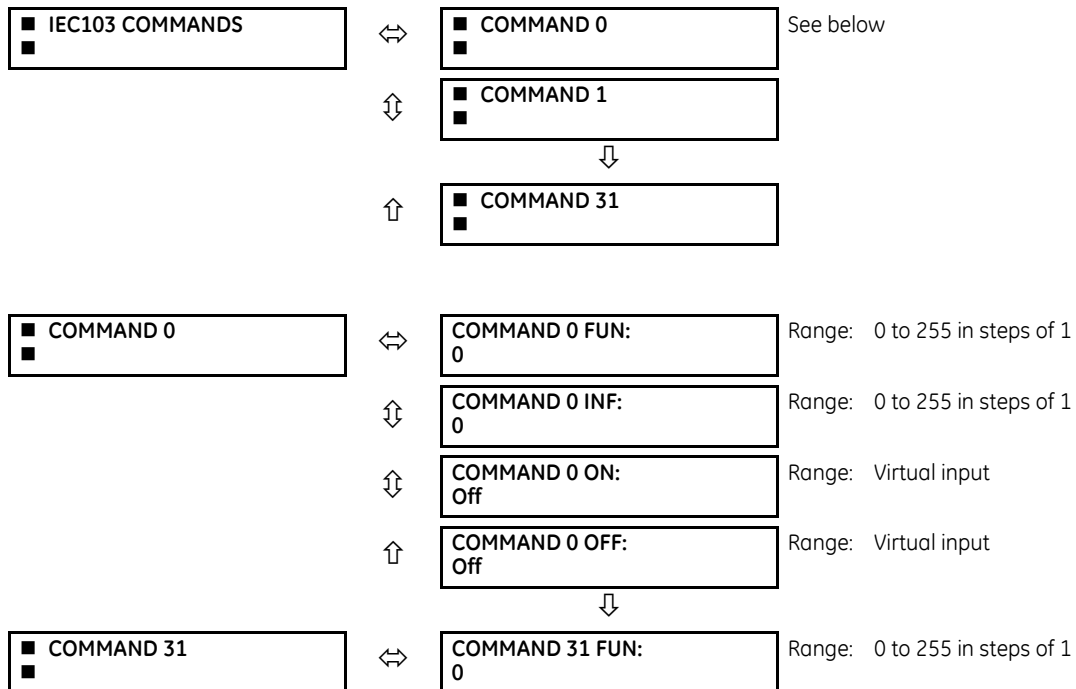 ■ IEC103 COMMANDS
■
⇔
■ COMMAND 0
■
See below
⇕
■ COMMAND 1
■
⇩
⇧
■ COMMAND 31
■
■ COMMAND 0
■
⇔
COMMAND 0 FUN:
0
Range: 0 to 255 in steps of 1
⇕
COMMAND 0 INF:
0
Range: 0 to 255 in steps of 1
⇕
COMMAND 0 ON:
Off
Range: Virtual input
⇧
COMMAND 0 OFF:
Off
Range: Virtual input
⇩
■ COMMAND 31
■
⇔
COMMAND 31 FUN:
0
Range: 0 to 255 in steps of 1